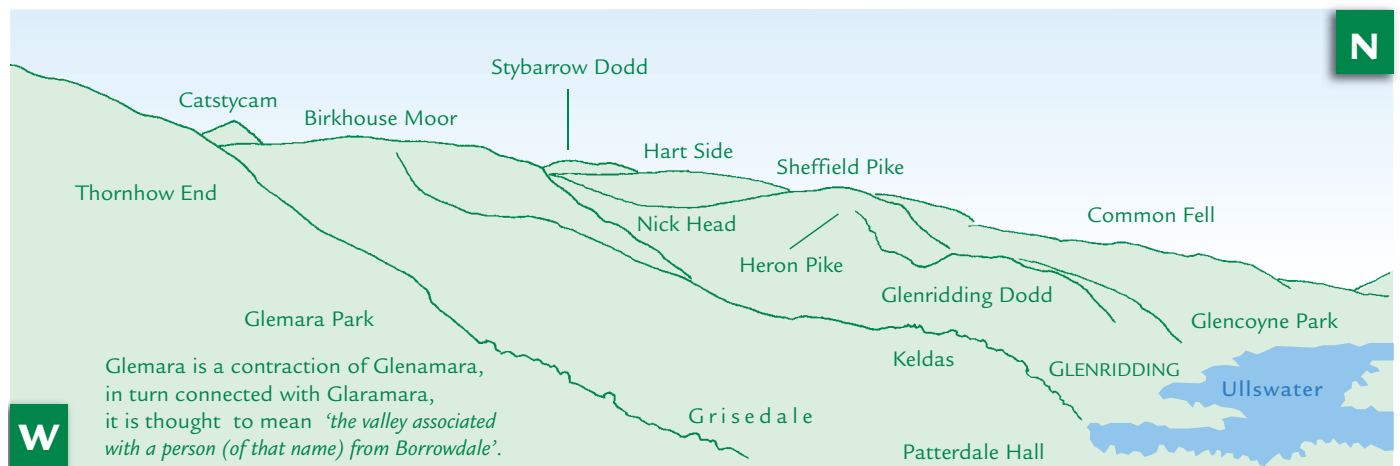 N
Stybarrow Dodd
Catstycam
Birkhouse Moor
Hart Side
Sheffield Pike
Thornhow End
Common Fell
Nick Head
Heron Pike
Glenridding Dodd
Glemara Park
Glencoyne Park
Keldas
GLENRIDDING
Ullswater
Glemara is a contraction of Glenamara,
in turn connected with Glaramara,
it is thought to mean ‘the valley associated
with a person (of that name) from Borrowdale’.
Grisedale
W
Patterdale Hall